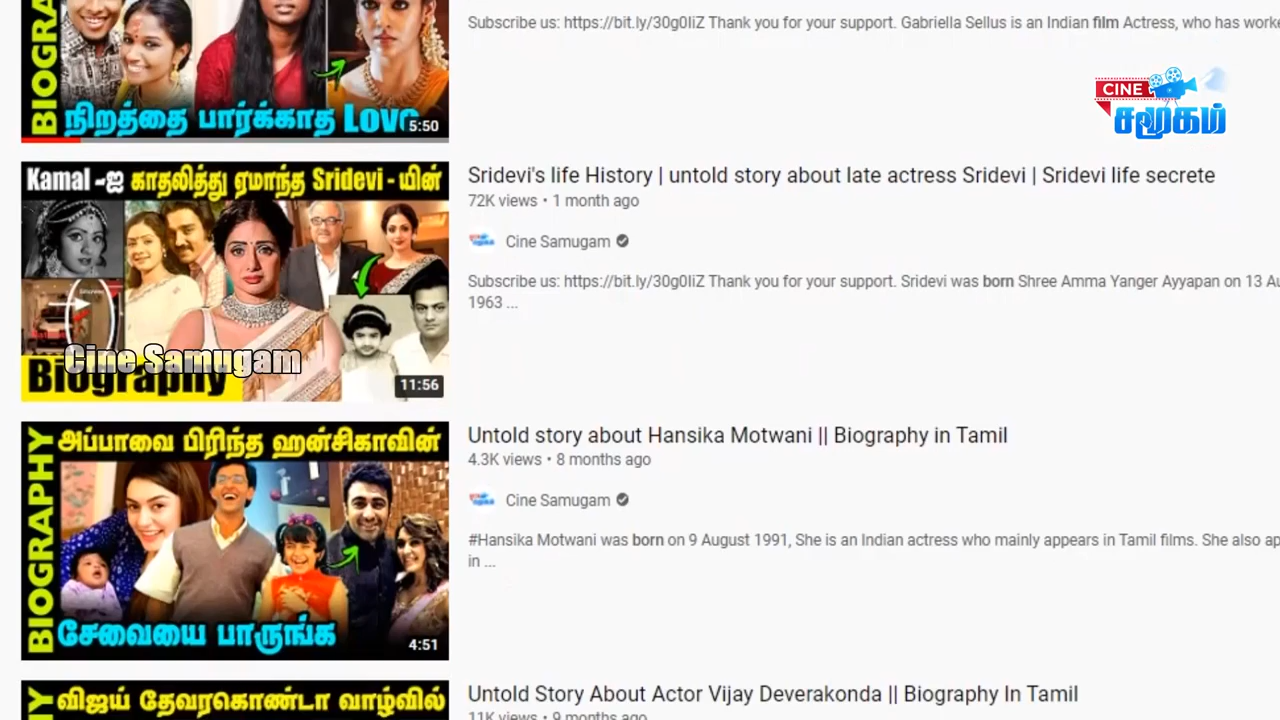 BIOGRA
நிறத்தை பார்க்காத Love
5:50
Subscribe us: https://bit.ly/30g0IiZ Thank you for your support. Gabriella Sellus is an Indian film Actress, who has worke
CINE
சமூகம்
Kamal -ஐ காதலித்து ஏமாந்த Sridevi - யின்
Cine Samugam
Biography
11:56
Sridevi's life History | untold story about late actress Sridevi | Sridevi life secrete
72K views • 1 month ago
Cine Samugam
Subscribe us: https://bit.ly/30g0IiZ Thank you for your support. Sridevi was born Shree Amma Yanger Ayyapan on 13 Au
1963 ...
BIOGRAPHY
அப்பாவை பிரிந்த ஹன்சிகாவின்
சேவையை பாருங்க
4:51
Untold story about Hansika Motwani || Biography in Tamil
4.3K views • 8 months ago
Cine Samugam
#Hansika Motwani was born on 9 August 1991, She is an Indian actress who mainly appears in Tamil films. She also ap
in ...
HY
விஜய் தேவரகொண்டா வாழ்வில்
Untold Story About Actor Vijay Deverakonda || Biography In Tamil
11K views • 9 months ago